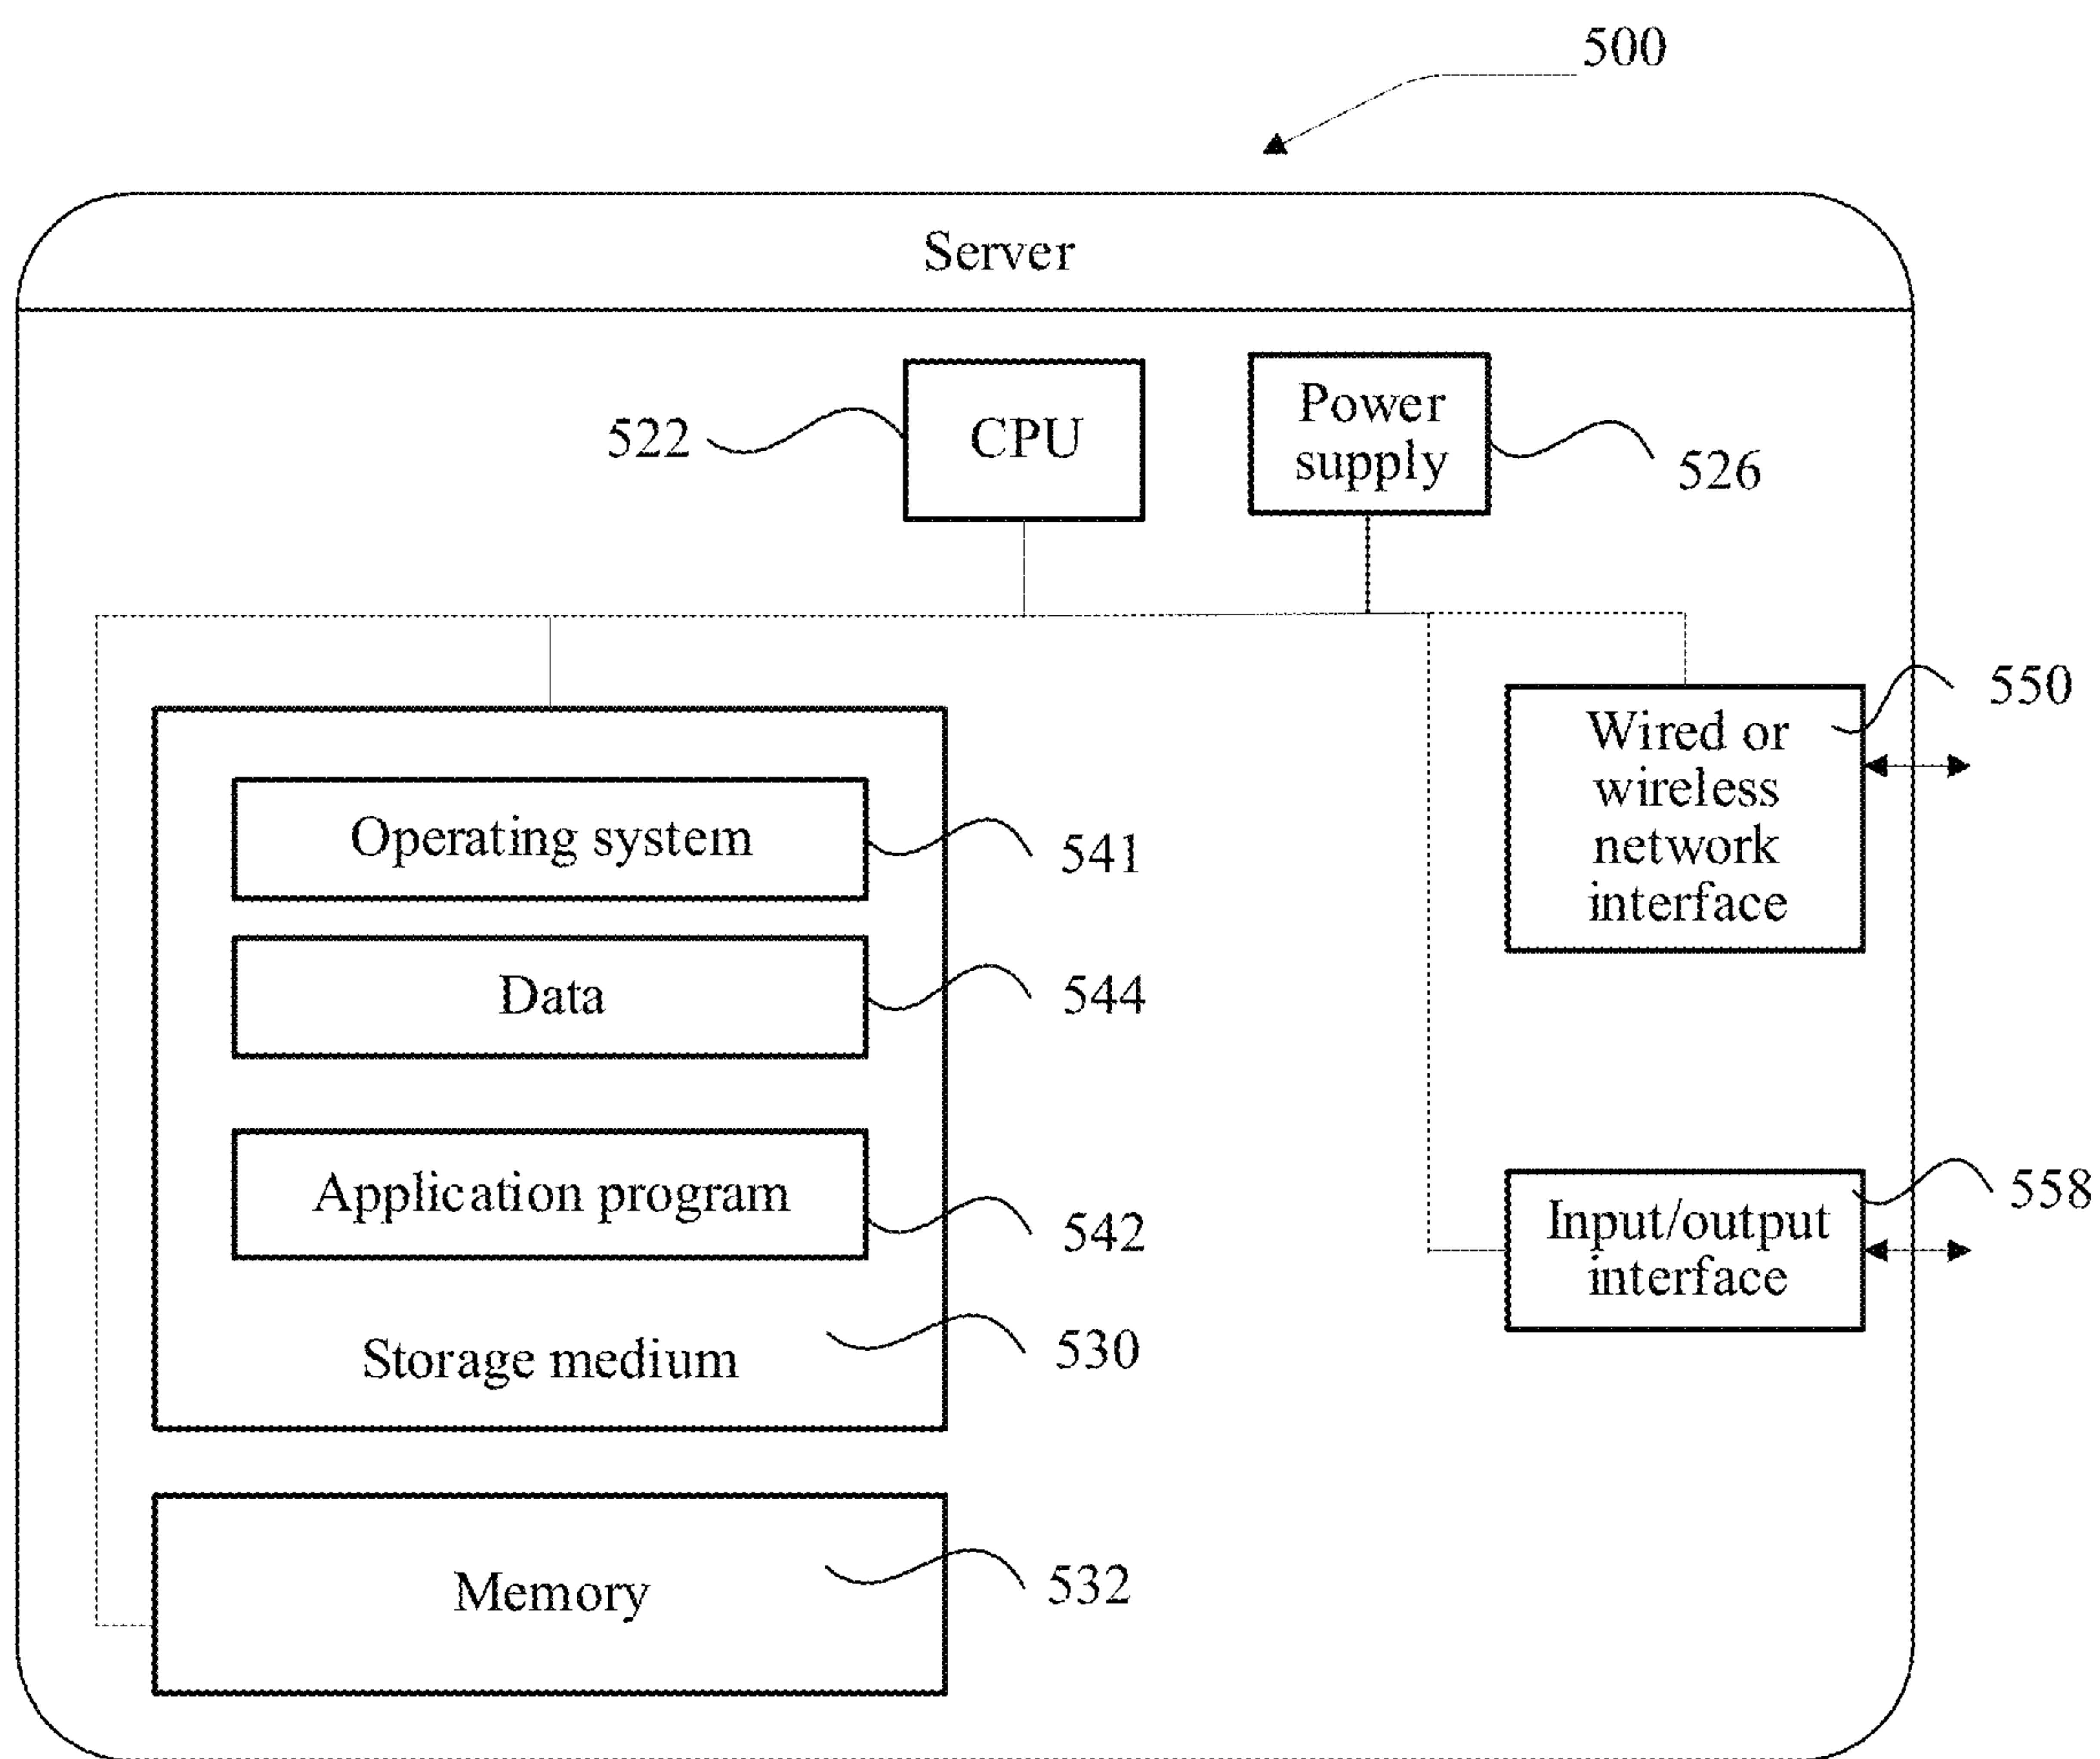 500
Server
522
CPU
Power
supply
526
550
Wired or
wireless
network
interface
Operating system
541
Data
544
Application program
542
558
Input/output
interface
Storage medium
530
Memory
532